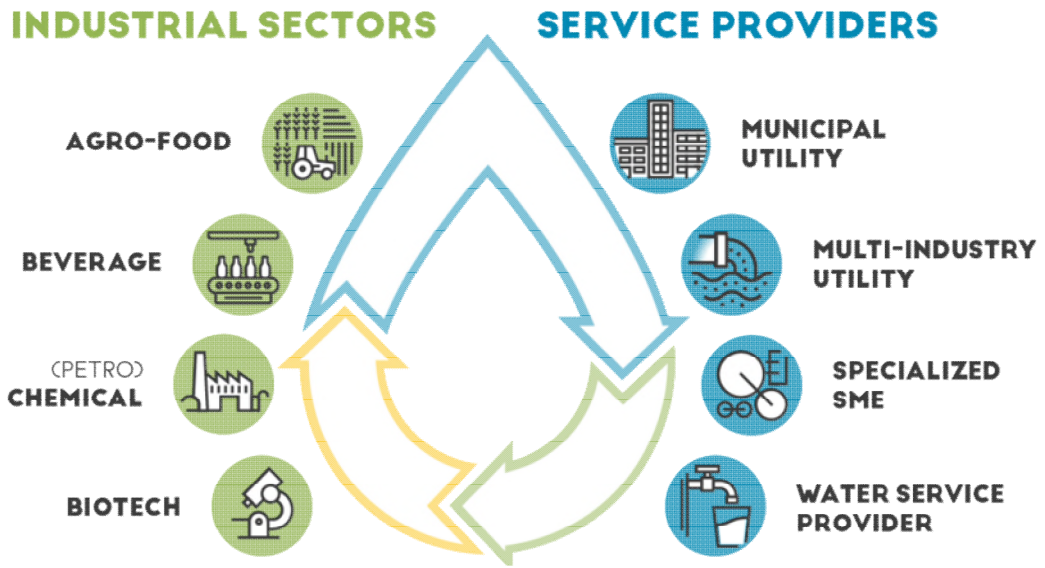 INDUSTRIAL SECTORS
AGRO-FOOD
BEVERAGE
(PETRO)
CHEMICAL
BIOTECH
SERVICE PROVIDERS
MUNICIPAL
UTILITY
MULTI-INDUSTRY
UTILITY
SPECIALIZED
SME
WATER SERVICE
PROVIDER